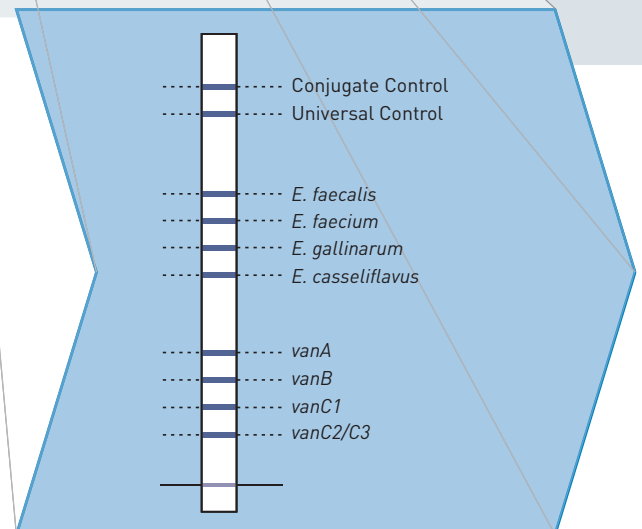 Conjugate Control
Universal Control
E. faecalis
E. faecium
E. gallinarum
E. casseliflavus
vanA
vanB
vanC1
vanC2/C3